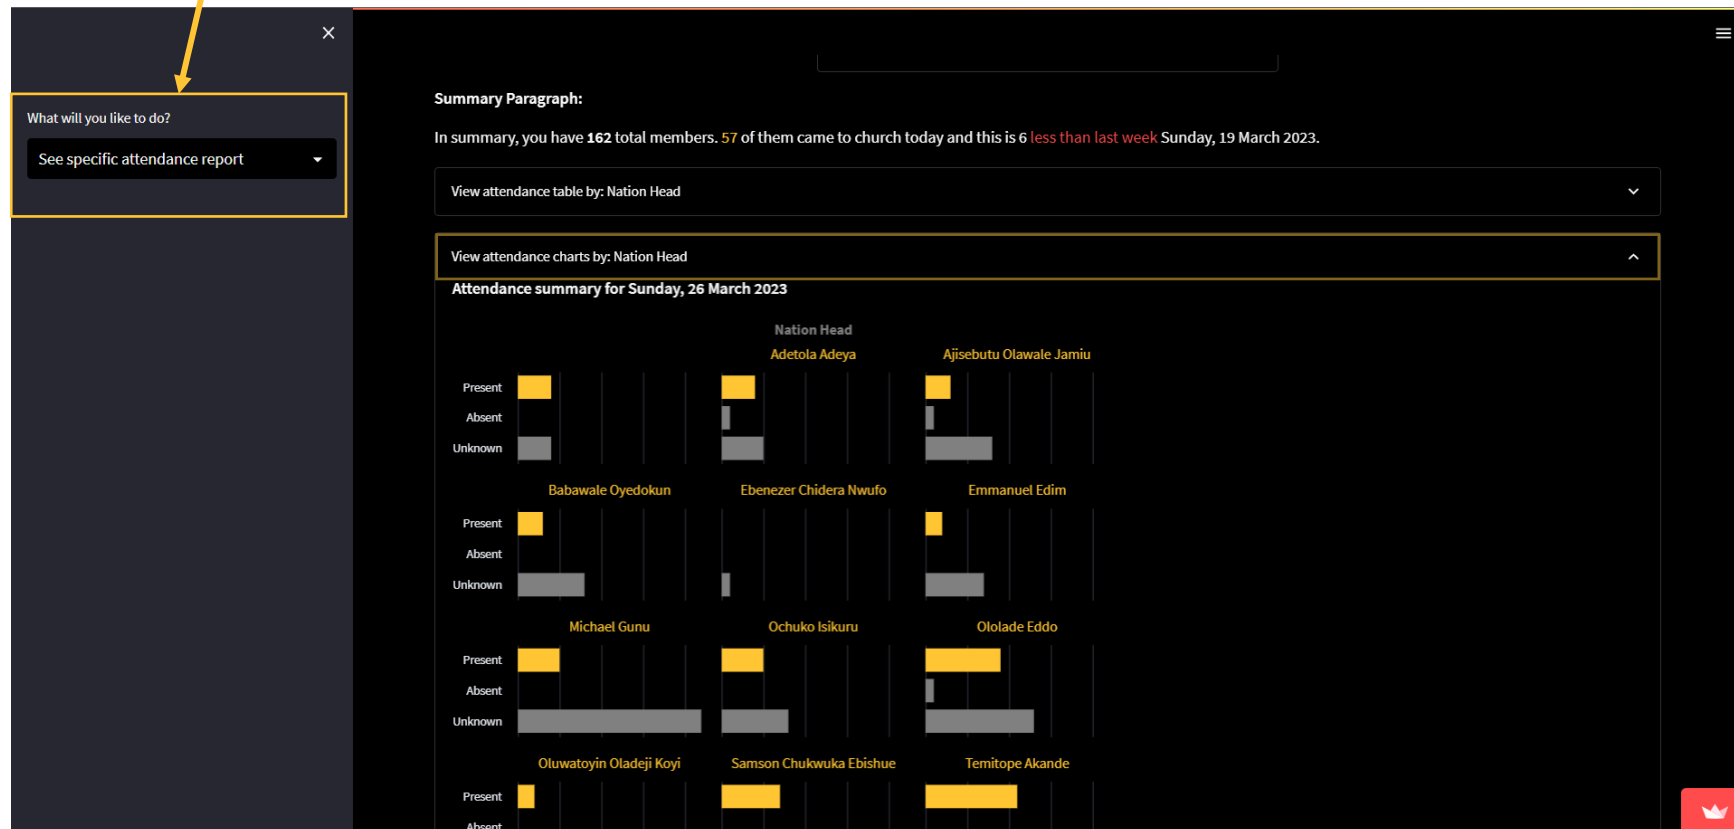 What will you like to do?
See specific attendance report
Summary Paragraph:
In summary, you have 162 total members. 57 of them came to church today and this is 6 less than last week Sunday, 19 March 2023.
View attendance table by: Nation Head
View attendance charts by: Nation Head
Attendance summary for Sunday, 26 March 2023
Nation Head
Adetola Adeya Ajisebutu Olawale Jamiu
Present
Absent
Unknown
Babawale Oyedokun Ebenezer Chidera Nwufo Emmanuel Edim
Present
Absent
Unknown
Michael Gunu Ochuko Isikuru Ololade Eddo
Present
Absent
Unknown
Oluwatoyin Oladeji Koyi Samson Chukwuka Ebishue Temitope Akande
Present
Absent